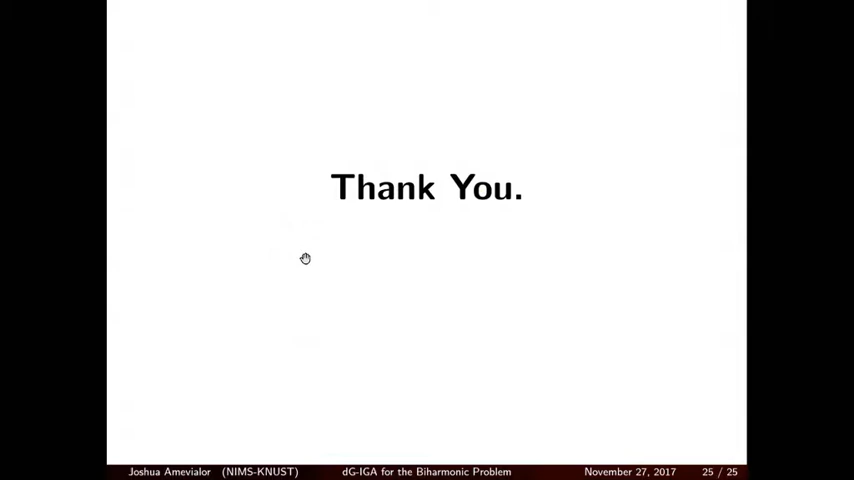 Thank You.
Joshua Amevialor (NIMS-KNUST) dG-IGA for the Biharmonic Problem November 27, 2017 25 / 25